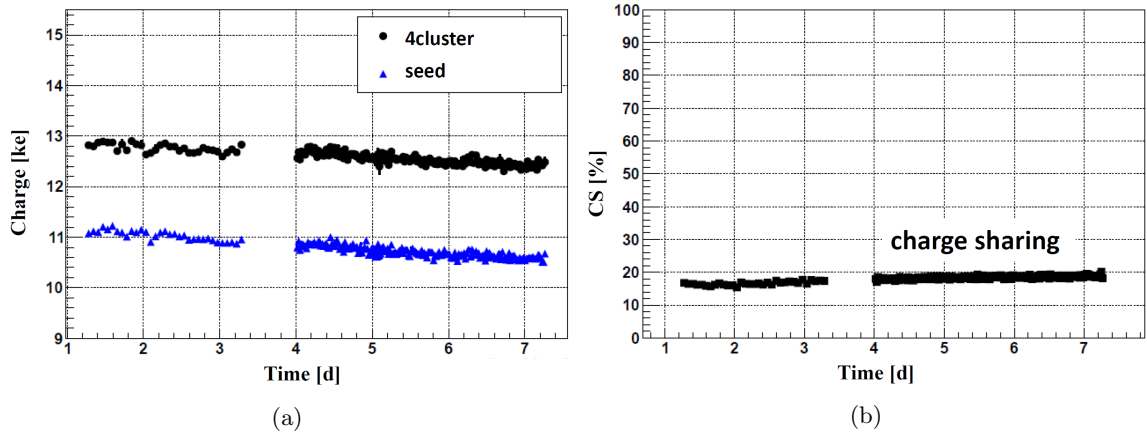 Charge [ke]
15
14
13
12
11
10
9
4cluster
seed
1 2 3 4 5 6 7
Time [d]
(a)
CS [%]
100
90
80
70
60
50
40
30
20
10
0
charge sharing
1 2 3 4 5 6 7
Time [d]
(b)